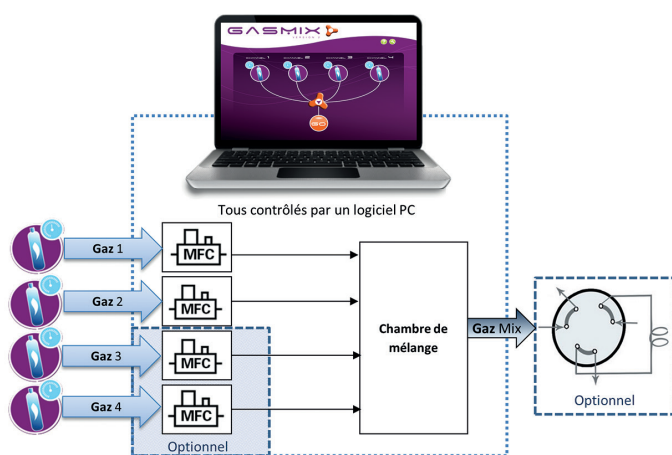 GASMIX
Tous contrôlés par un logiciel PC
Gaz 1
MFC
Gaz 2
MFC
Gaz 3
MFC
Gaz 4
MFC
Optionnel
Chambre de
mélange
Gaz Mix
Optionnel